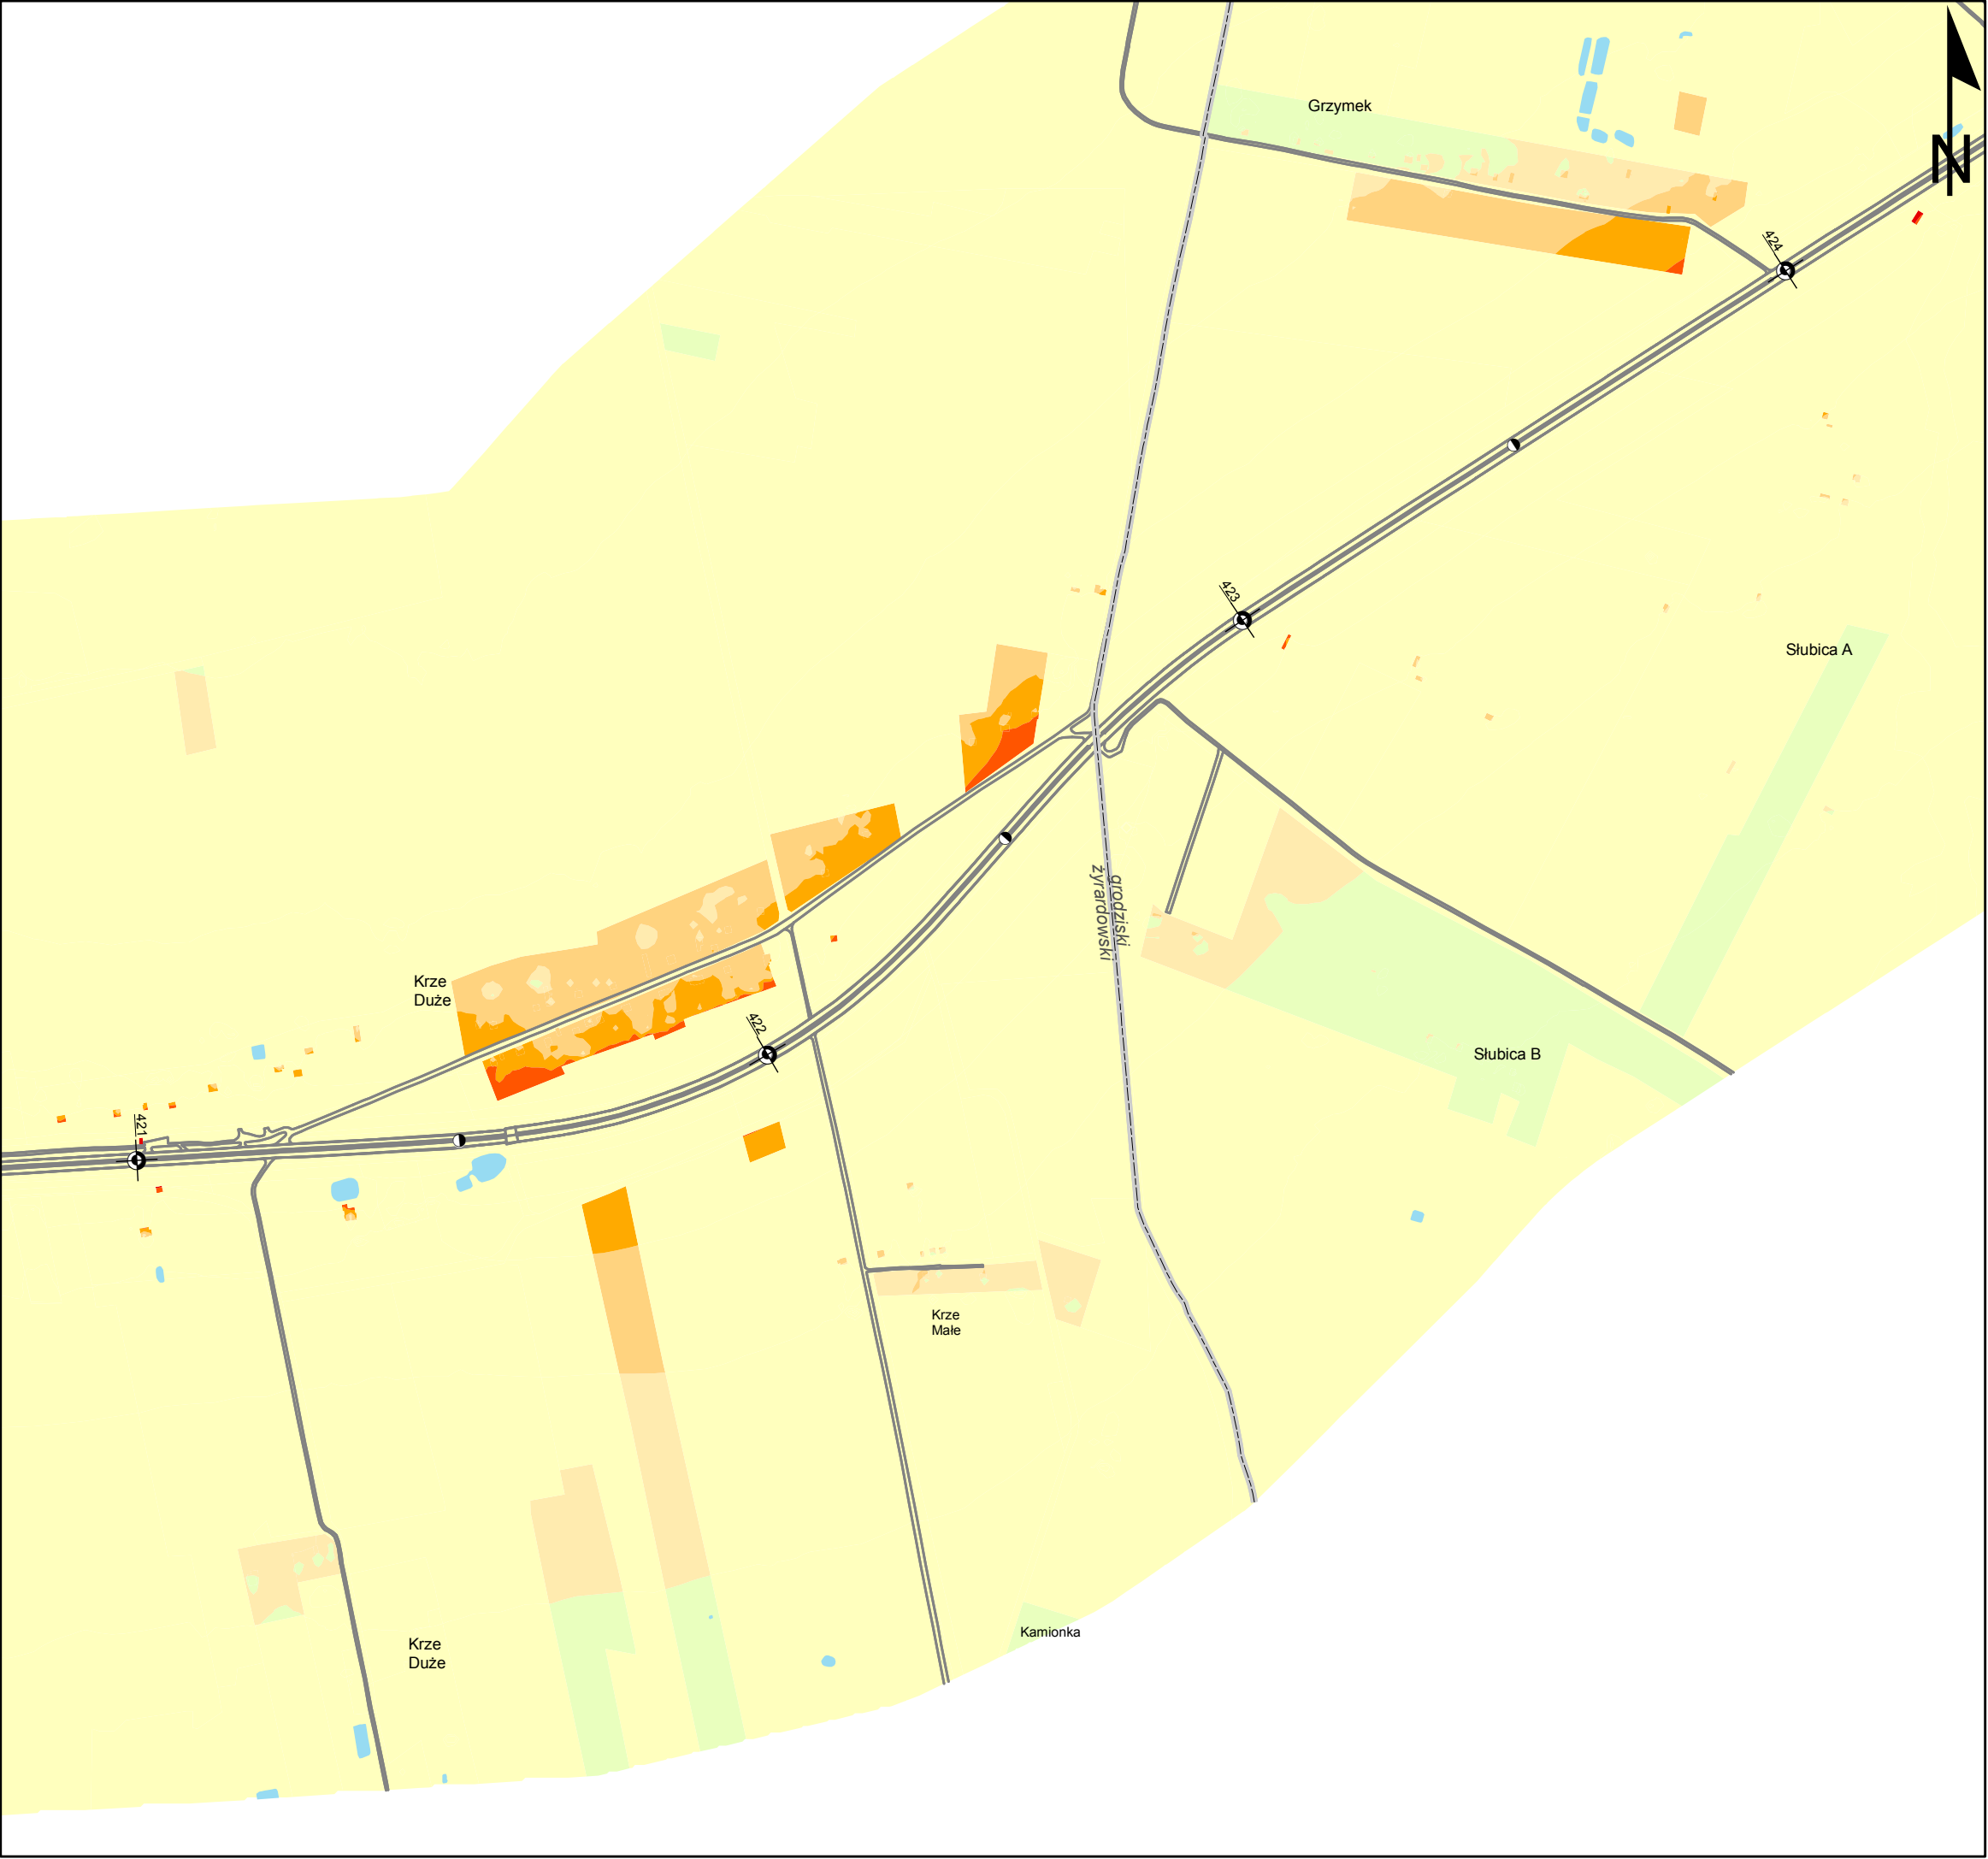 Grzymek
N
424
423
Słubica A
grodziski
żyrardowski
Krze
Duże
422
Słubica B
421
Krze
Małe
Kamionka
Krze
Duże